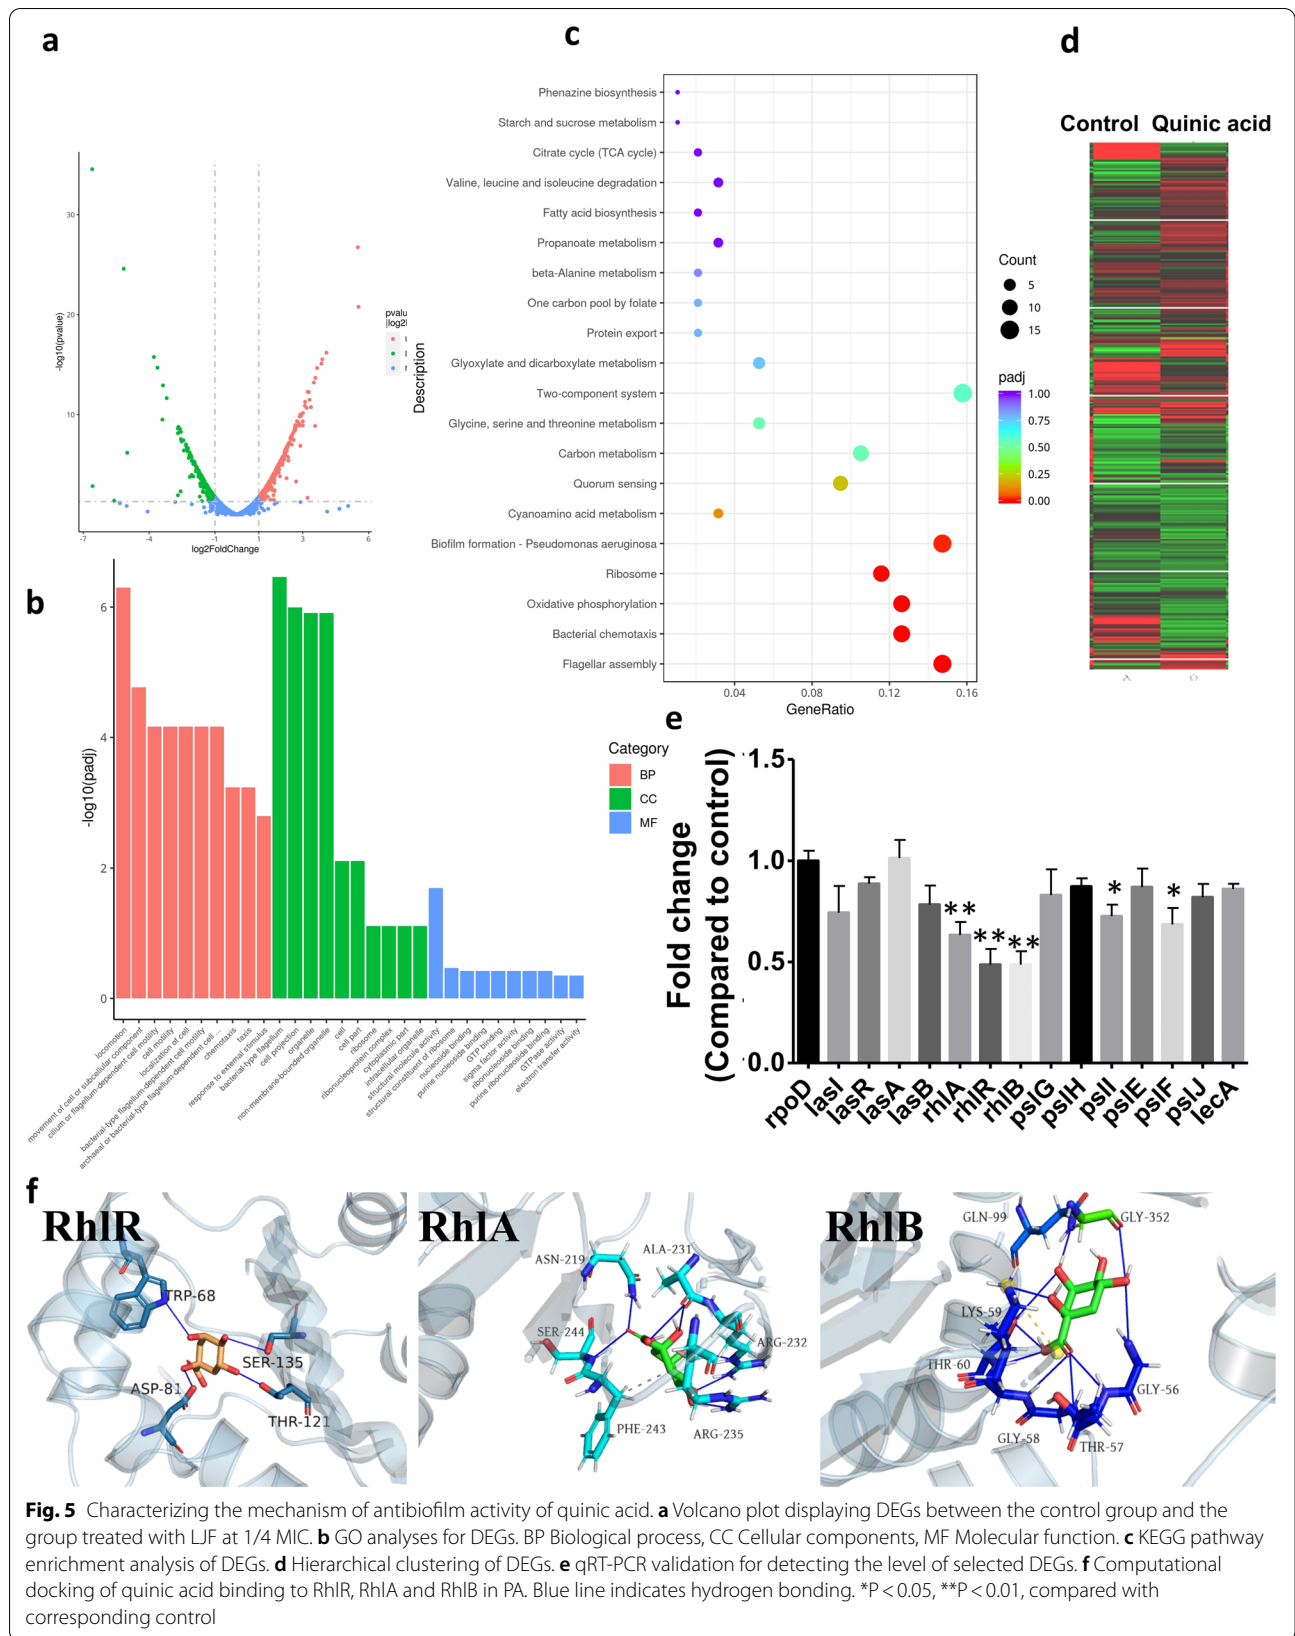 a
30
20
10
-log10(pvalue)
-7
-4
-1
1
3
6
log2FoldChange
pvalu
|log2|
b
6
4
2
0
-log10(padj)
locomotion
movement of cell or subcellular component
cilium or flagellum-dependent cell motility
cell motility
localization of cell
bacterial-type flagellum-dependent cell motility
archaeal or bacterial-type flagellum-dependent cell ...
chemotaxis
taxis
response to external stimulus
bacterial-type flagellum
cell projection
organelle
non-membrane-bounded organelle
cell
cell part
ribosome
ribonucleoprotein complex
cytoplasmic part
intracellular organelle
structural molecule activity
structural constituent of ribosome
nucleoside binding
purine nucleoside binding
GTP binding
sigma factor activity
ribonucleoside binding
purine ribonucleoside binding
GTPase activity
electron transfer activity
Category
BP
CC
MF
c
Description
Phenazine biosynthesis
Starch and sucrose metabolism
Citrate cycle (TCA cycle)
Valine, leucine and isoleucine degradation
Fatty acid biosynthesis
Propanoate metabolism
beta-Alanine metabolism
One carbon pool by folate
Protein export
Glyoxylate and dicarboxylate metabolism
Two-component system
Glycine, serine and threonine metabolism
Carbon metabolism
Quorum sensing
Cyanoamino acid metabolism
Biofilm formation - Pseudomonas aeruginosa
Ribosome
Oxidative phosphorylation
Bacterial chemotaxis
Flagellar assembly
0.04
0.08
0.12
0.16
GeneRatio
Count
5
10
15
padj
1.00
0.75
0.50
0.25
0.00
d
Control Quinic acid
e
Fold change
(Compared to control)
1.5
1.0
0.5
0.0
**
**
**
*
*
rpoD
lasI
lasR
lasA
lasB
rhlA
rhlR
rhlB
pslG
pslH
pslI
pslE
pslF
pslJ
lecA
f
RhlR
TRP-68
SER-135
ASP-81
THR-121
RhlA
ASN-219
ALA-231
SER-244
ARG-232
PHE-243
ARG-235
RhlB
GLN-99
GLY-352
LYS-59
THR-60
GLY-56
GLY-58
THR-57
Fig. 5 Characterizing the mechanism of antibiofilm activity of quinic acid. a Volcano plot displaying DEGs between the control group and the
group treated with LJF at 1/4 MIC. b GO analyses for DEGs. BP Biological process, CC Cellular components, MF Molecular function. c KEGG pathway
enrichment analysis of DEGs. d Hierarchical clustering of DEGs. e qRT-PCR validation for detecting the level of selected DEGs. f Computational
docking of quinic acid binding to RhlR, RhlA and RhlB in PA. Blue line indicates hydrogen bonding. *P < 0.05, **P < 0.01, compared with
corresponding control